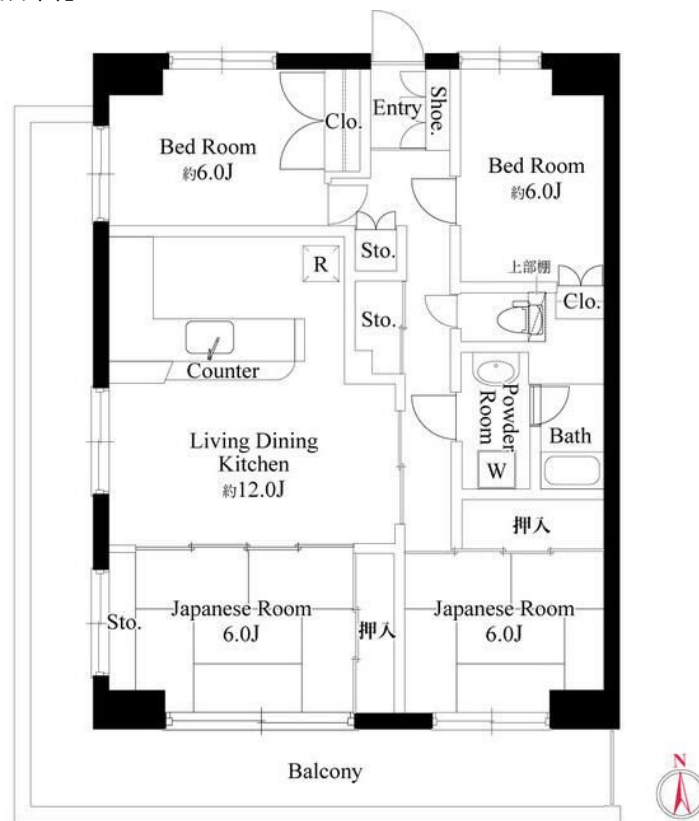 Bed Room
約6.0J
Clo.
Entry
Shoe.
Bed Room
約6.0J
Sto.
R
上部棚
Clo.
Sto.
Counter
Powder
Room
Living Dining
Kitchen
約12.0J
W
Bath
押入
Sto.
Japanese Room
6.0J
押入
Japanese Room
6.0J
Balcony
N